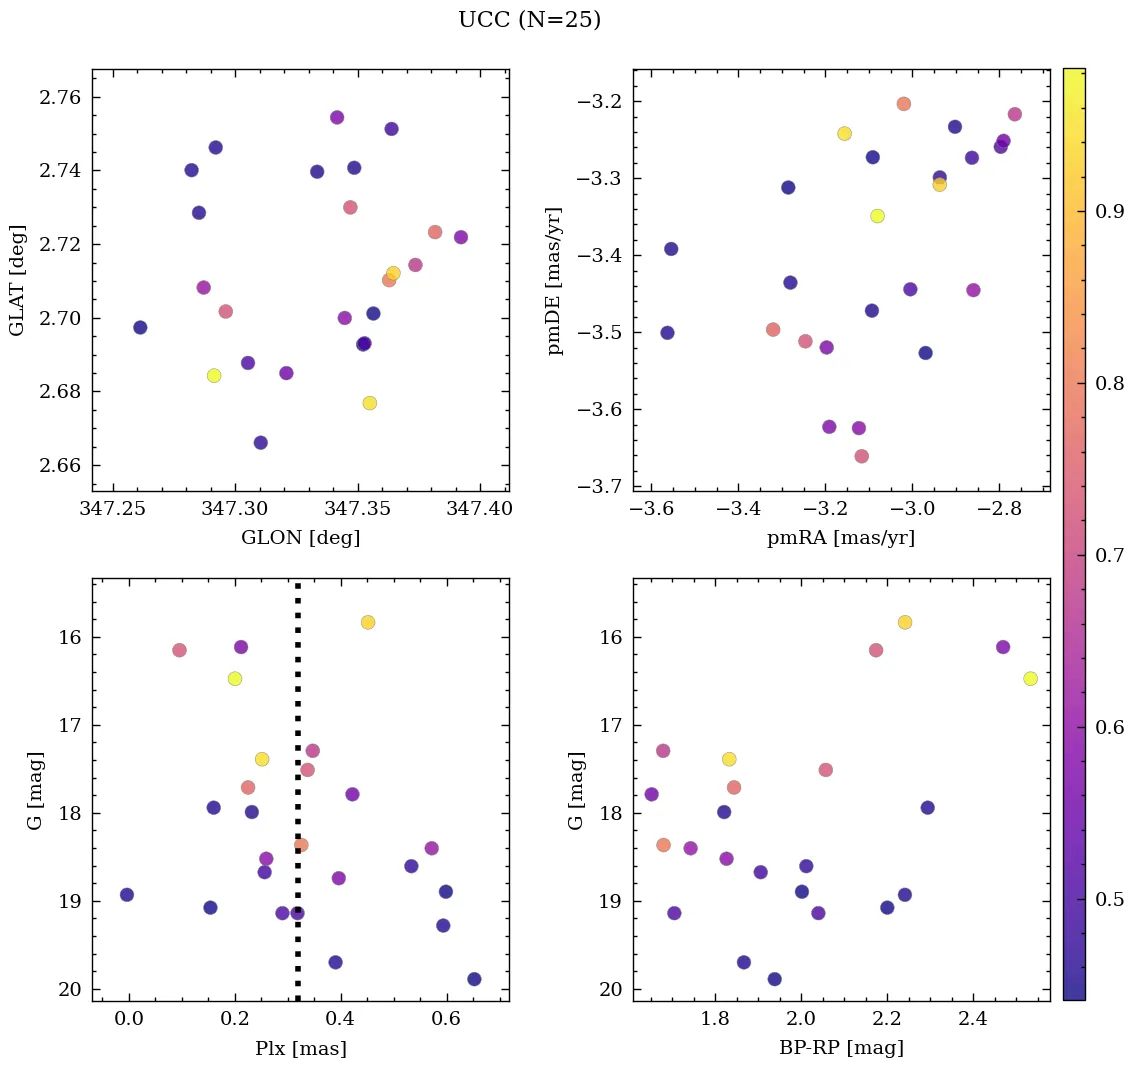 UCC (N=25)
2.76
2.74
2.72
2.70
2.68
2.66
GLAT [deg]
347.25 347.30 347.35 347.40
GLON [deg]
−3.2
−3.3
−3.4
−3.5
−3.6
−3.7
pmDE [mas/yr]
−3.6 −3.4 −3.2 −3.0 −2.8
pmRA [mas/yr]
16
17
18
19
20
G [mag]
0.0 0.2 0.4 0.6
Plx [mas]
16
17
18
19
20
G [mag]
1.8 2.0 2.2 2.4
BP-RP [mag]
0.9
0.8
0.7
0.6
0.5